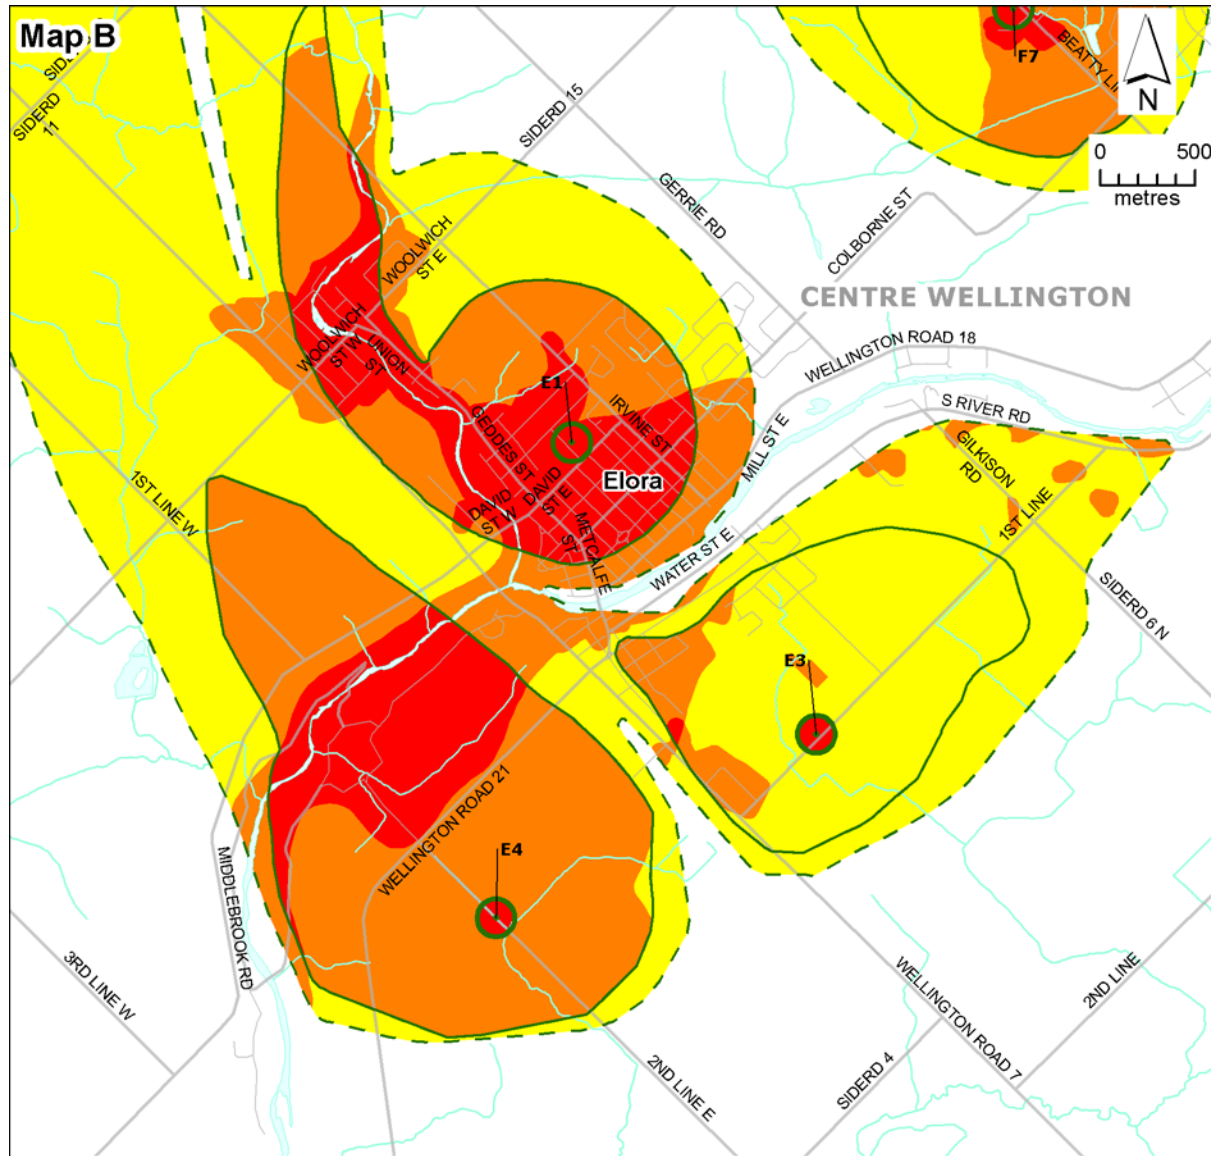 Map B
SIDERD
SIDERD
11
SIDERD 15
GERRIE RD
COLBORNE ST
BEATTY LI
F7
N
0 500
metres
CENTRE WELLINGTON
WELLINGTON ROAD 18
S RIVER RD
GILKISON
RD
1ST LINE
SIDERD 6 N
WOOLWICH
ST E
WOOLWICH
ST W
UNION
ST
E1
IRVINE ST
GEDDES ST
DAVID
ST E
DAVID
ST W
Elora
METCALFE
ST
MILL ST E
WATER ST E
1ST LINE W
E3
WELLINGTON ROAD 21
E4
MIDDLEBROOK RD
3RD LINE W
2ND LINE E
WELLINGTON ROAD 7
SIDERD 4
2ND LINE